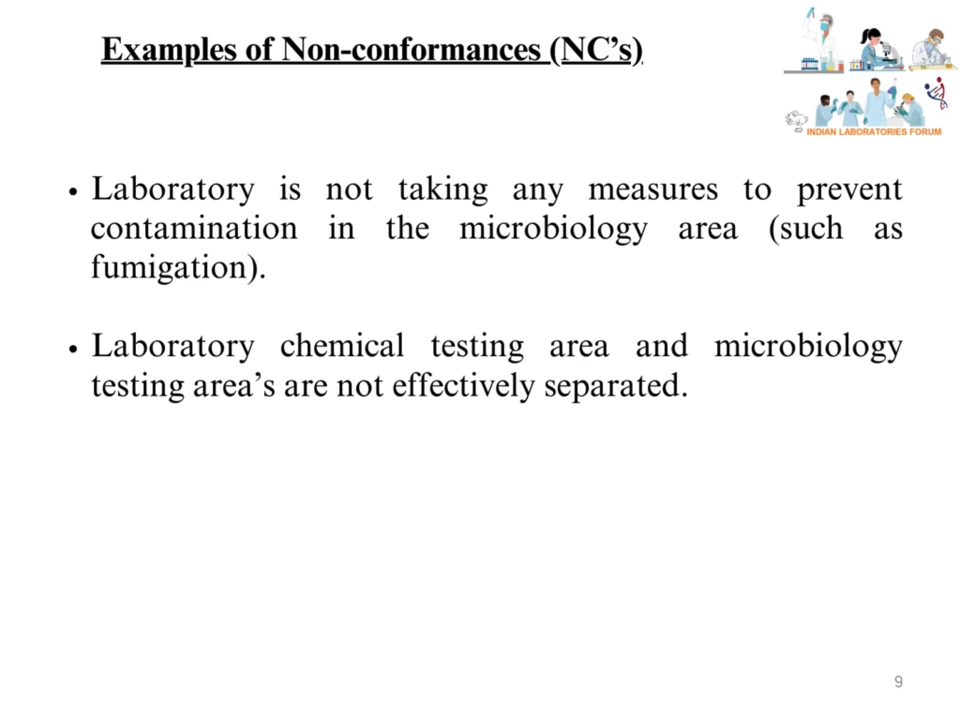 Examples of Non-conformances (NC’s)
INDIAN LABORATORIES FORUM
• Laboratory is not taking any measures to prevent
contamination in the microbiology area (such as
fumigation).
• Laboratory chemical testing area and microbiology
testing area’s are not effectively separated.
9